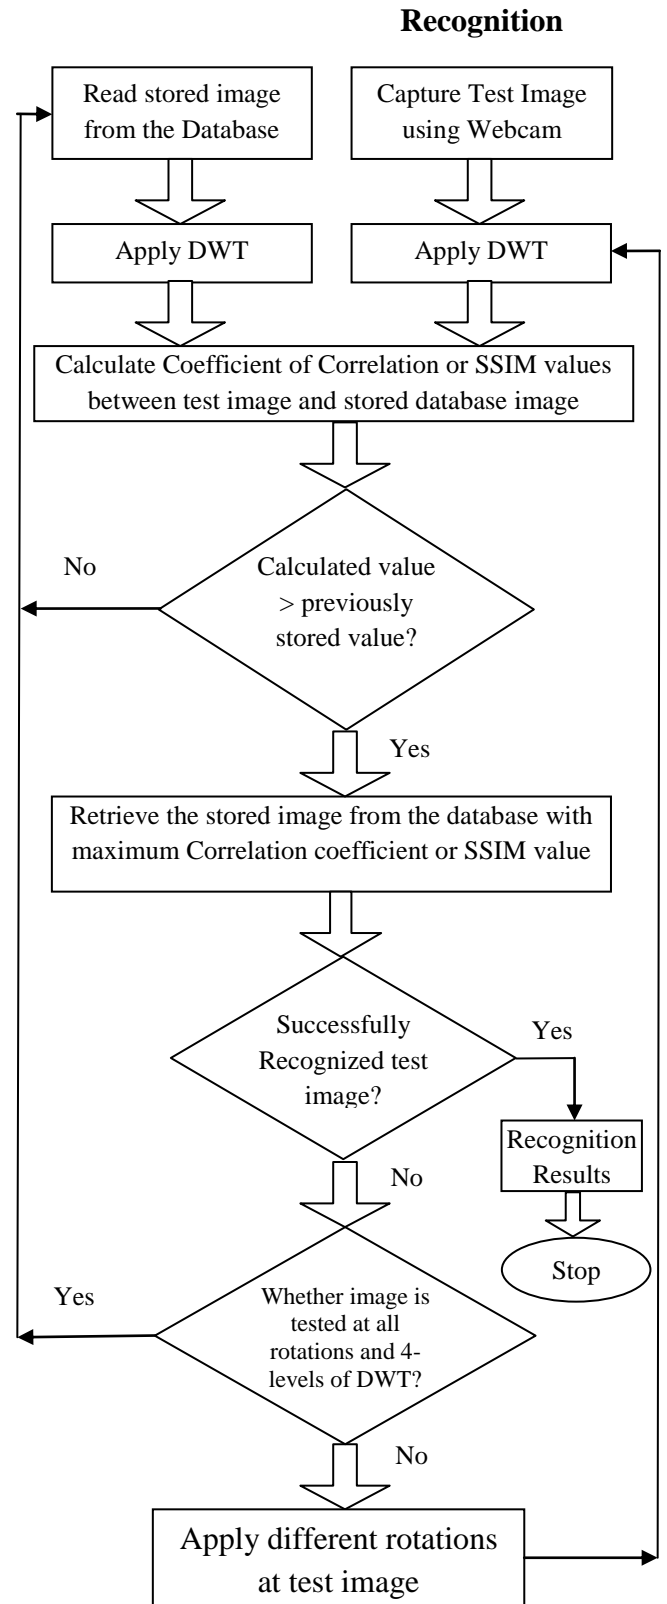 Recognition
Read stored image
from the Database
Capture Test Image
using Webcam
Apply DWT
Apply DWT
Calculate Coefficient of Correlation or SSIM values
between test image and stored database image
No
Calculated value
> previously
stored value?
Yes
Retrieve the stored image from the database with
maximum Correlation coefficient or SSIM value
Successfully
Recognized test
image?
Yes
Recognition
Results
No
Stop
Yes
Whether image is
tested at all
rotations and 4-
levels of DWT?
No
Apply different rotations
at test image